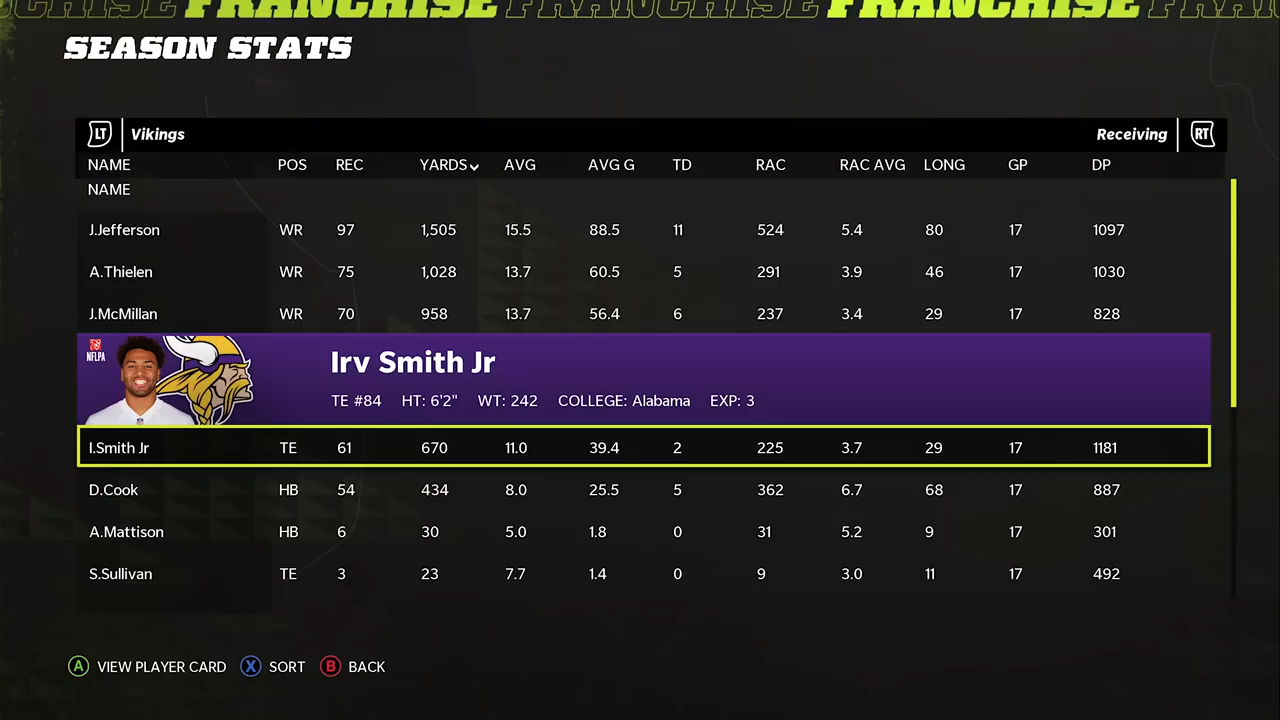 FRANCHISE FRANCHISE FRANCHISE FRAN
SEASON STATS
LT Vikings Receiving RT
NAME POS REC YARDS AVG AVG G TD RAC RAC AVG LONG GP DP
NAME
J.Jefferson WR 97 1,505 15.5 88.5 11 524 5.4 80 17 1097
A.Thielen WR 75 1,028 13.7 60.5 5 291 3.9 46 17 1030
J.McMillan WR 70 958 13.7 56.4 6 237 3.4 29 17 828
NFLPA
Irv Smith Jr
TE #84 HT: 6'2" WT: 242 COLLEGE: Alabama EXP: 3
I.Smith Jr TE 61 670 11.0 39.4 2 225 3.7 29 17 1181
D.Cook HB 54 434 8.0 25.5 5 362 6.7 68 17 887
A.Mattison HB 6 30 5.0 1.8 0 31 5.2 9 17 301
S.Sullivan TE 3 23 7.7 1.4 0 9 3.0 11 17 492
A VIEW PLAYER CARD X SORT B BACK